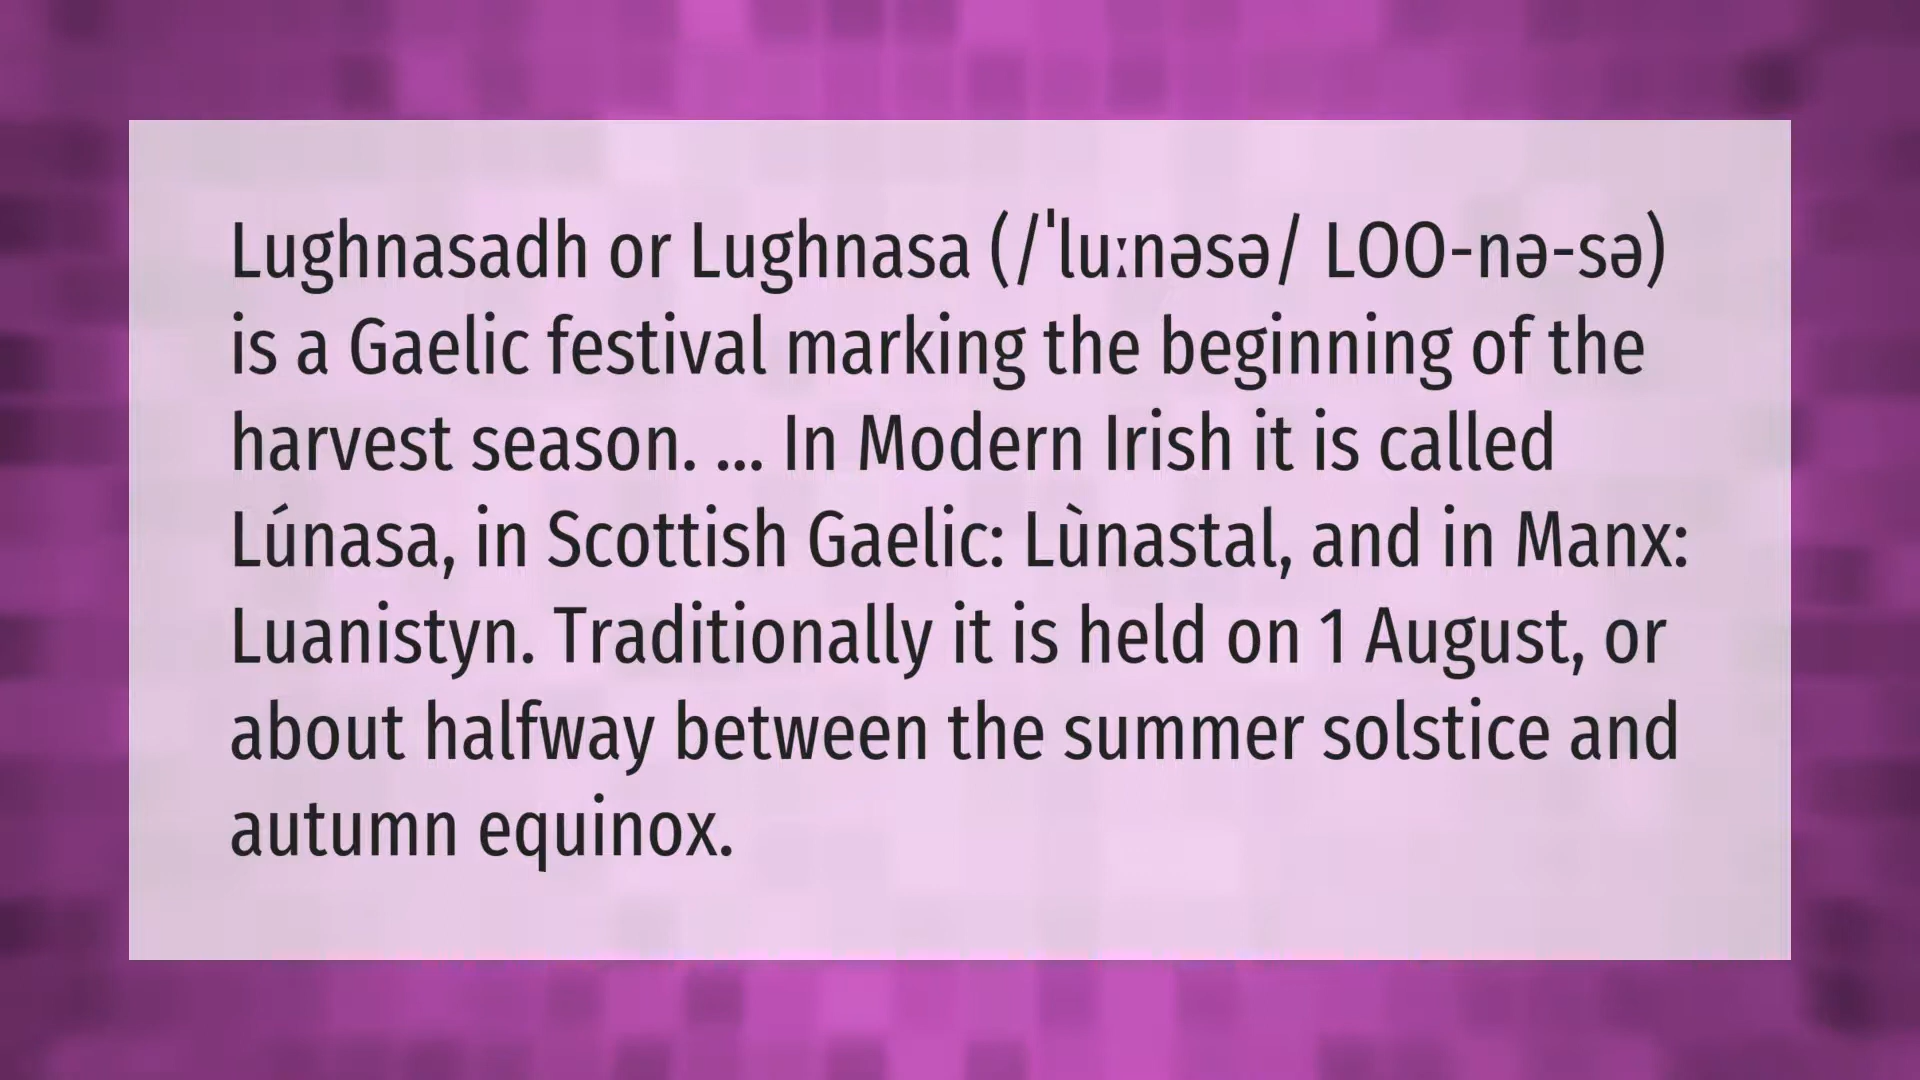 Lughnasadh or Lughnasa (/ˈluːnəsə/ LOO-nə-sə)
is a Gaelic festival marking the beginning of the
harvest season. ... In Modern Irish it is called
Lúnasa, in Scottish Gaelic: Lùnastal, and in Manx:
Luanistyn. Traditionally it is held on 1 August, or
about halfway between the summer solstice and
autumn equinox.